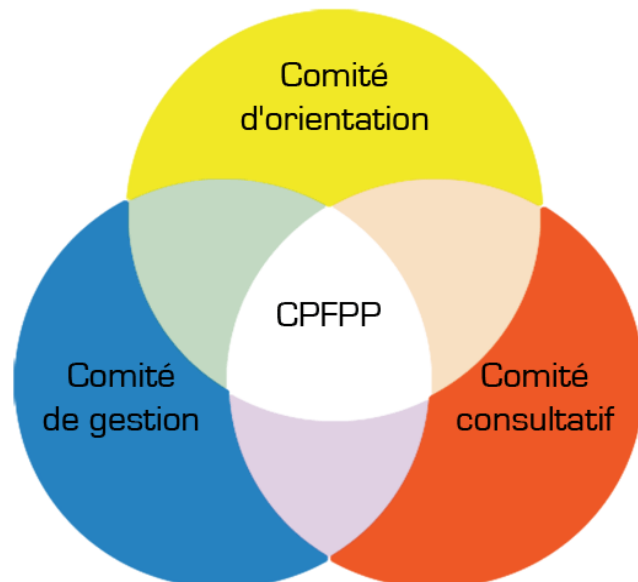 Comité
d'orientation
CPFPP
Comité
de gestion
Comité
consultatif